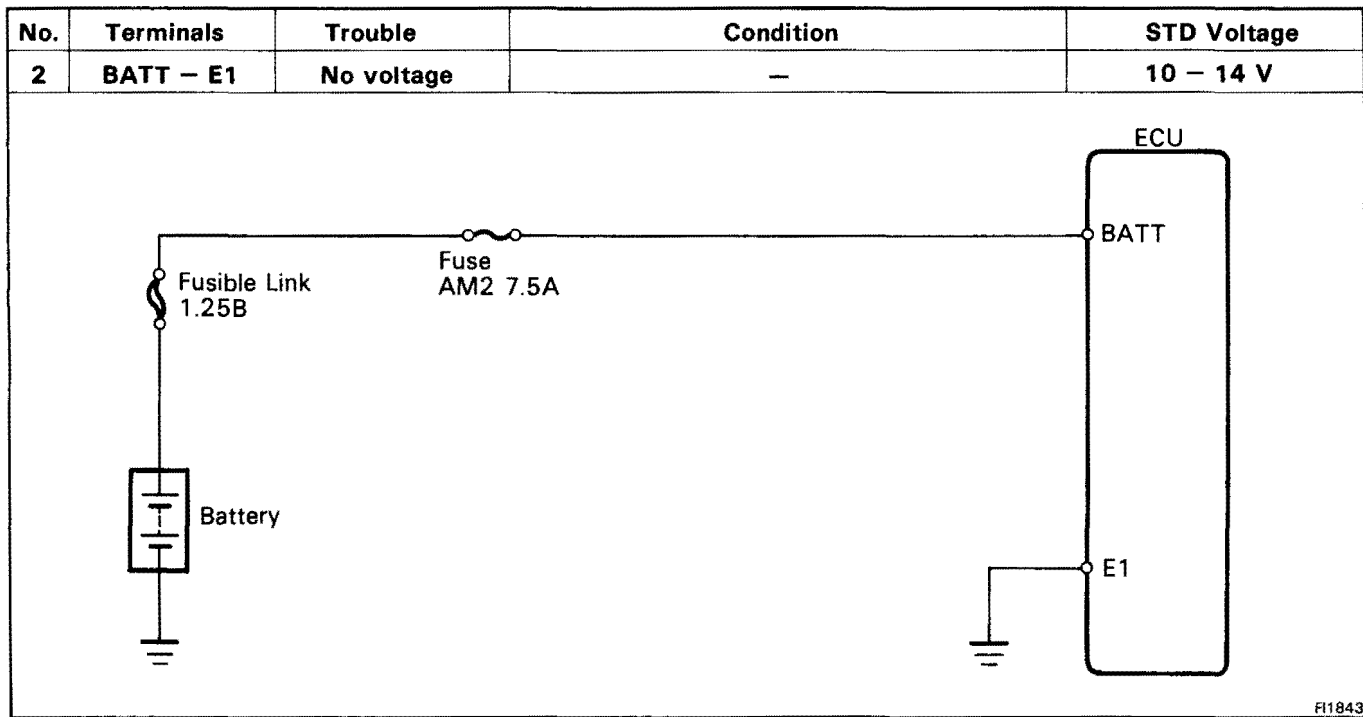 No. Terminals Trouble Condition STD Voltage
2 BATT — E1 No voltage — 10 — 14 V
ECU
BATT
Fuse
AM2 7.5A
Fusible Link
1.25B
Battery
E1
FI1843